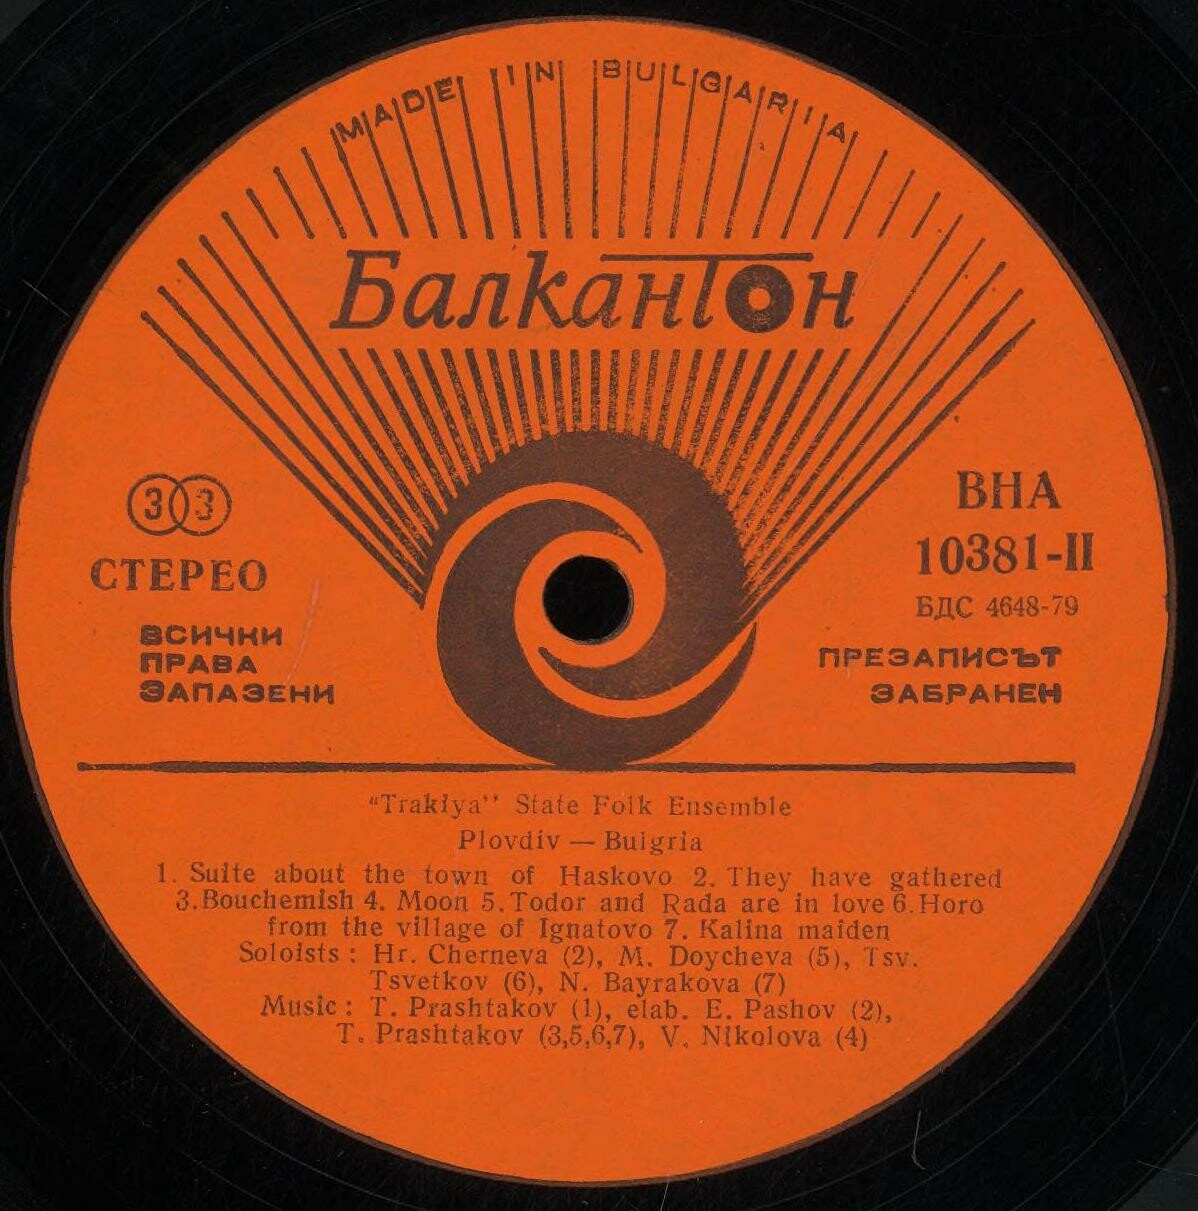 MADE IN BULGARIA
Балкантон
33
СТЕРЕО
ВСИЧКИ
ПРАВА
ЗАПАЗЕНИ
ВНА
10381-II
БДС 4648-79
ПРЕЗАПИСЪТ
ЗАБРАНЕН
"Trakiya" State Folk Ensemble
Plovdiv — Bulgria
1. Suite about the town of Haskovo 2. They have gathered
3. Bouchemish 4. Moon 5. Todor and Rada are in love 6. Horo
from the village of Ignatovo 7. Kalina maiden
Soloists : Hr. Cherneva (2), M. Doycheva (5), Tsv.
Tsvetkov (6), N. Bayrakova (7)
Music : T. Prashtakov (1), elab. E. Pashov (2),
T. Prashtakov (3,5,6,7), V. Nikolova (4)